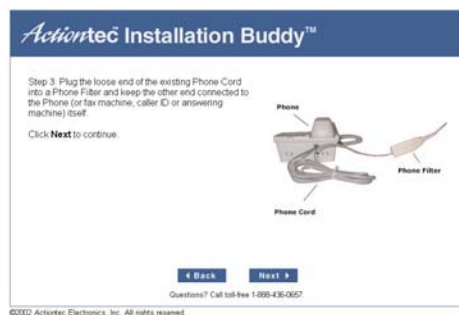 Actiontec Installation Buddy™
Step 3: Plug the loose end of the existing Phone Cord
into a Phone Filter and keep the other end connected to
the Phone (or fax machine, caller ID or answering
machine) itself.
Click Next to continue.
Phone
Phone Filter
Phone Cord
Back
Next
Questions? Call toll-free 1-888-436-0657.
©2002 Actiontec Electronics, Inc. All rights reserved.